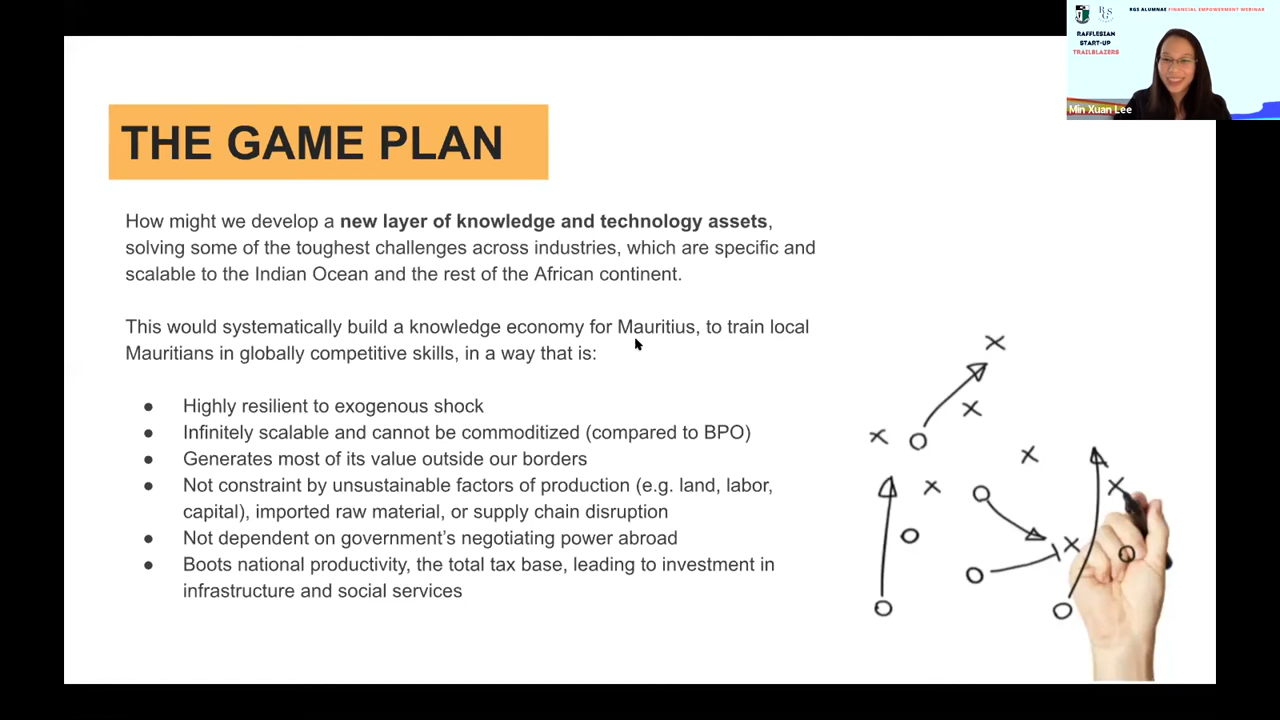 RGS ALUMNAE FINANCIAL EMPOWERMENT WEBINAR
RGS
RAFFLESIAN
START-UP
TRAILBLAZERS
Min Xuan Lee
THE GAME PLAN
How might we develop a new layer of knowledge and technology assets,
solving some of the toughest challenges across industries, which are specific and
scalable to the Indian Ocean and the rest of the African continent.
This would systematically build a knowledge economy for Mauritius, to train local
Mauritians in globally competitive skills, in a way that is:
● Highly resilient to exogenous shock
● Infinitely scalable and cannot be commoditized (compared to BPO)
● Generates most of its value outside our borders
● Not constraint by unsustainable factors of production (e.g. land, labor,
capital), imported raw material, or supply chain disruption
● Not dependent on government’s negotiating power abroad
● Boots national productivity, the total tax base, leading to investment in
infrastructure and social services